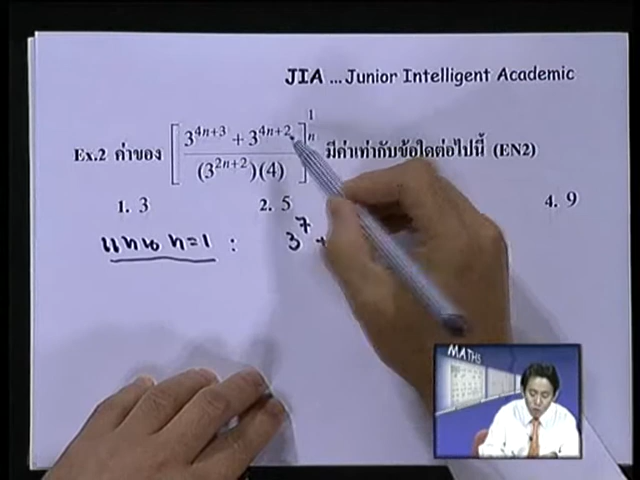 JIA ... Junior Intelligent Academic
Ex.2 ค่าของ [ (3^{4n+3} + 3^{4n+2}) / ((3^{2n+2})(4)) ]^{1/n} มีค่าเท่ากับข้อใดต่อไปนี้ (EN2)
1. 3 2. 5 4. 9
แทน n=1 : 3^7 +
MATHS